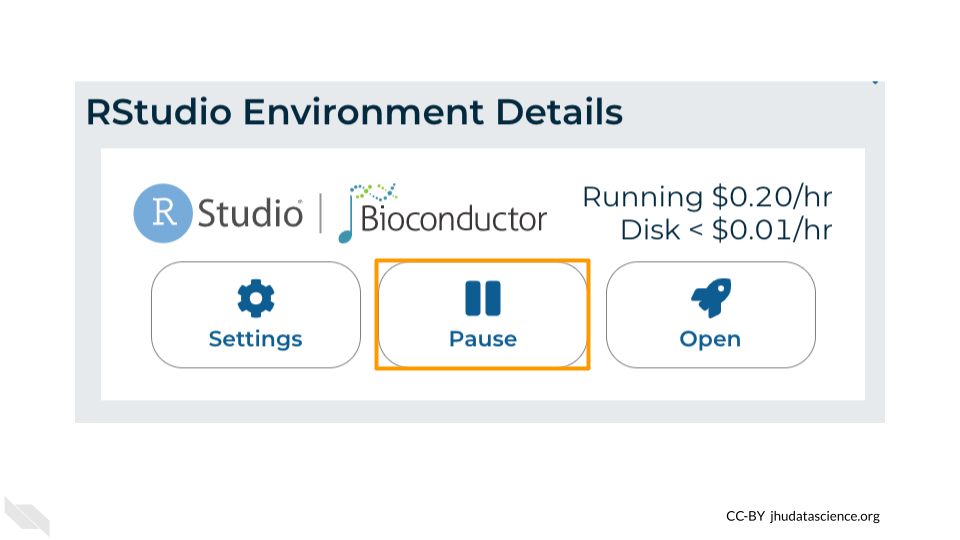 RStudio Environment Details
R Studio® | Bioconductor
Running $0.20/hr
Disk < $0.01/hr
Settings
Pause
Open
CC-BY jhudatascience.org